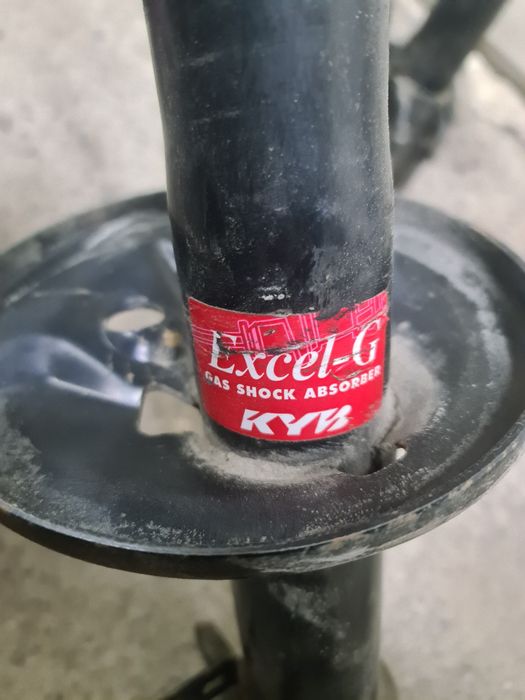 Excel-G
GAS SHOCK ABSORBER
KYB